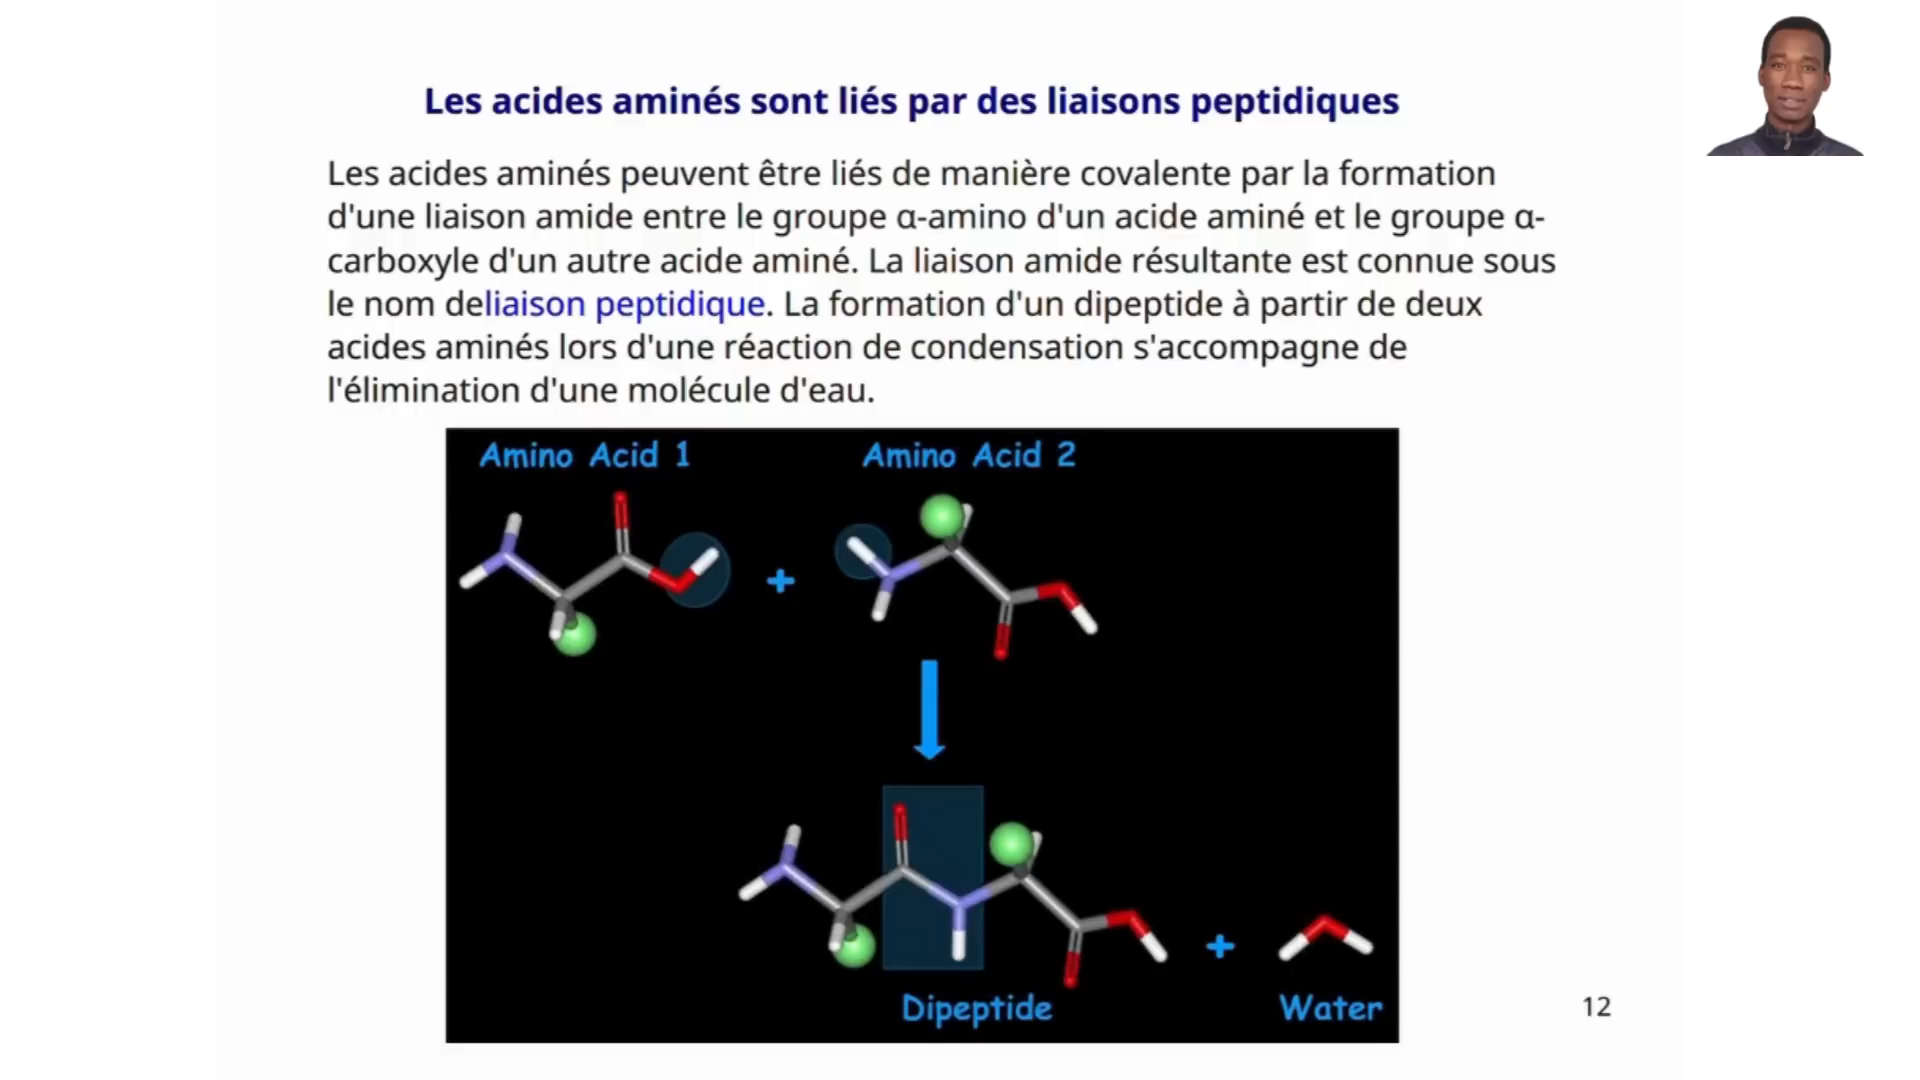 Les acides aminés sont liés par des liaisons peptidiques
Les acides aminés peuvent être liés de manière covalente par la formation
d'une liaison amide entre le groupe α-amino d'un acide aminé et le groupe α-
carboxyle d'un autre acide aminé. La liaison amide résultante est connue sous
le nom deliaison peptidique. La formation d'un dipeptide à partir de deux
acides aminés lors d'une réaction de condensation s'accompagne de
l'élimination d'une molécule d'eau.
Amino Acid 1
Amino Acid 2
+
+
Dipeptide
Water
12